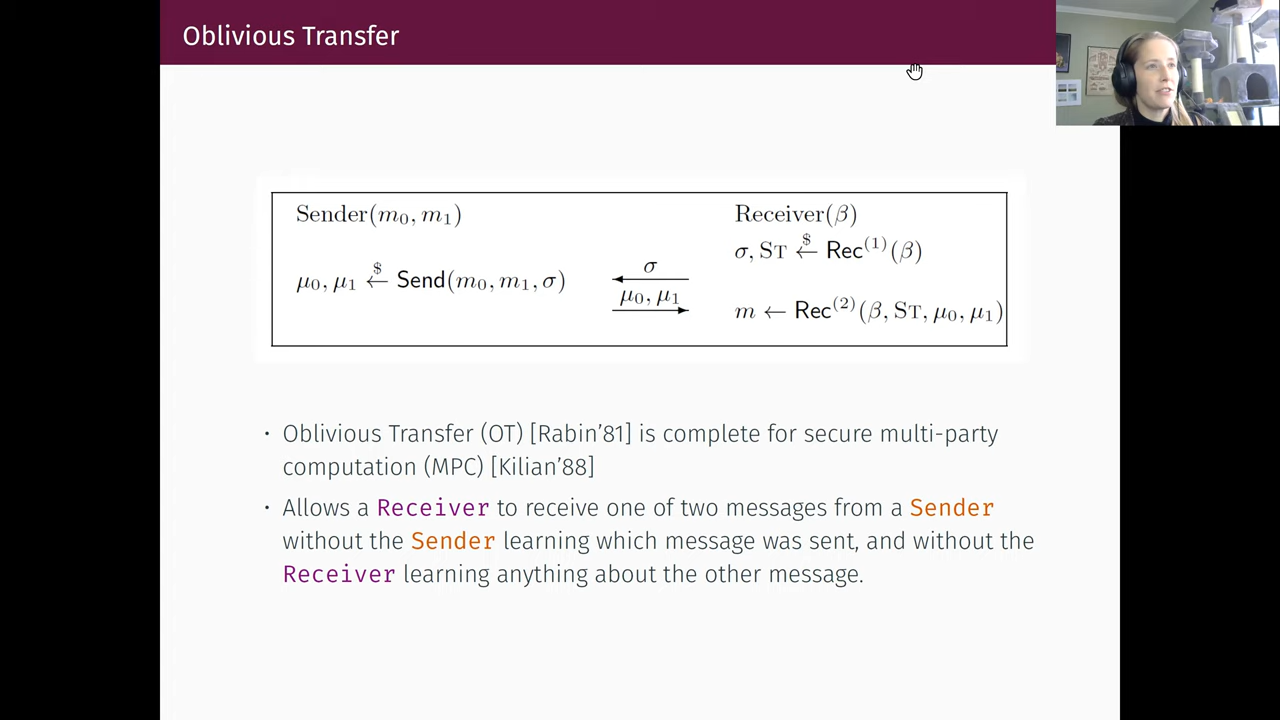 Oblivious Transfer
Sender(m₀, m₁) Receiver(β)
σ, ST ←$ Rec⁽¹⁾(β)
μ₀, μ₁ ←$ Send(m₀, m₁, σ) σ
μ₀, μ₁ m ← Rec⁽²⁾(β, ST, μ₀, μ₁)
· Oblivious Transfer (OT) [Rabin'81] is complete for secure multi-party
computation (MPC) [Kilian'88]
· Allows a Receiver to receive one of two messages from a Sender
without the Sender learning which message was sent, and without the
Receiver learning anything about the other message.